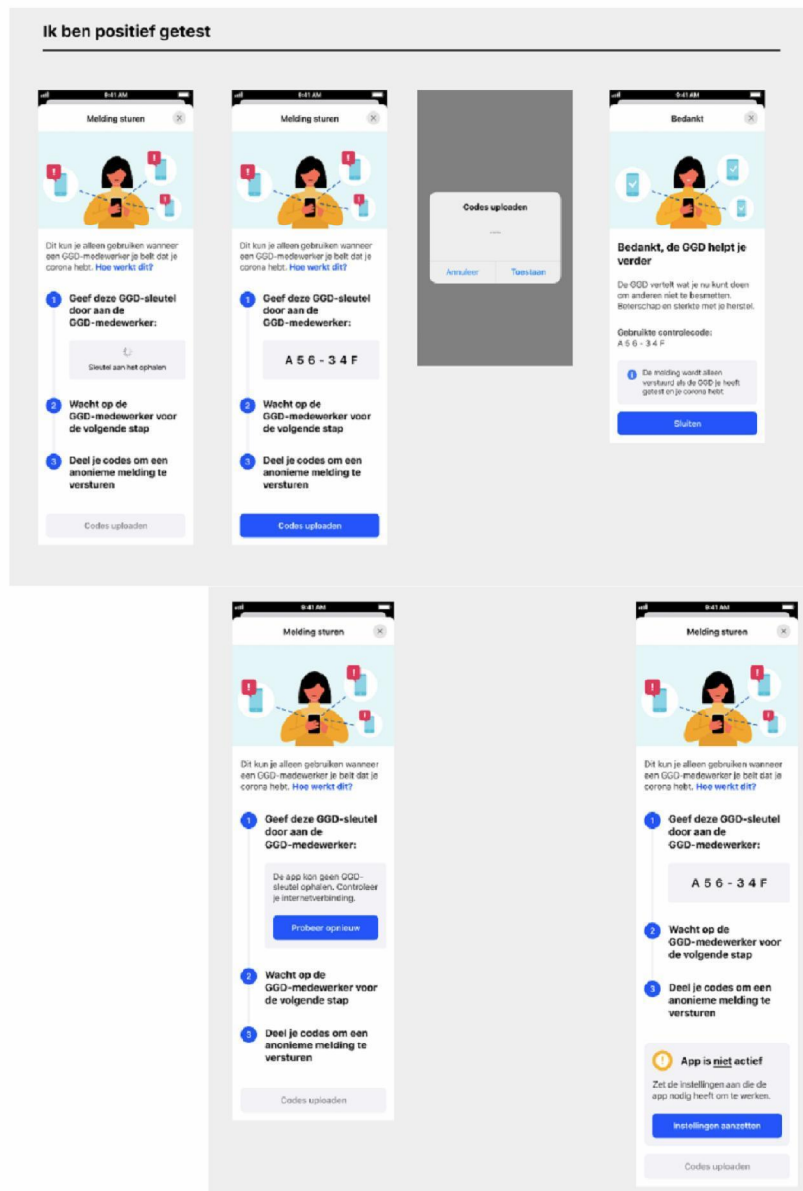 Ik ben positief getest
9:41 AM
Melding sturen
Dit kun je alleen gebruiken wanneer
een GGD-medewerker je belt dat je
corona hebt. Hoe werkt dit?
1
Geef deze GGD-sleutel
door aan de
GGD-medewerker:
Sleutel aan het ophalen
2
Wacht op de
GGD-medewerker voor
de volgende stap
3
Deel je codes om een
anonieme melding te
versturen
Codes uploaden
9:41 AM
Melding sturen
Dit kun je alleen gebruiken wanneer
een GGD-medewerker je belt dat je
corona hebt. Hoe werkt dit?
1
Geef deze GGD-sleutel
door aan de
GGD-medewerker:
A56-34F
2
Wacht op de
GGD-medewerker voor
de volgende stap
3
Deel je codes om een
anonieme melding te
versturen
Codes uploaden
Codes uploaden
Annuleer
Toestaan
9:41 AM
Bedankt
Bedankt, de GGD helpt je
verder
De GGD vertelt wat je nu kunt doen
om anderen niet te besmetten.
Beterschap en sterkte met je herstel.
Gebruikte controlecode:
A56-34F
De melding wordt alleen
verstuurd als de GGD je heeft
getest en je corona hebt.
Sluiten
9:41 AM
Melding sturen
Dit kun je alleen gebruiken wanneer
een GGD-medewerker je belt dat je
corona hebt. Hoe werkt dit?
1
Geef deze GGD-sleutel
door aan de
GGD-medewerker:
De app kon geen GGD-
sleutel ophalen. Controleer
je internetverbinding.
Probeer opnieuw
2
Wacht op de
GGD-medewerker voor
de volgende stap
3
Deel je codes om een
anonieme melding te
versturen
Codes uploaden
9:41 AM
Melding sturen
Dit kun je alleen gebruiken wanneer
een GGD-medewerker je belt dat je
corona hebt. Hoe werkt dit?
1
Geef deze GGD-sleutel
door aan de
GGD-medewerker:
A56-34F
2
Wacht op de
GGD-medewerker voor
de volgende stap
3
Deel je codes om een
anonieme melding te
versturen
App is niet actief
Zet de instellingen aan die de
app nodig heeft om te werken.
Instellingen aanzetten
Codes uploaden